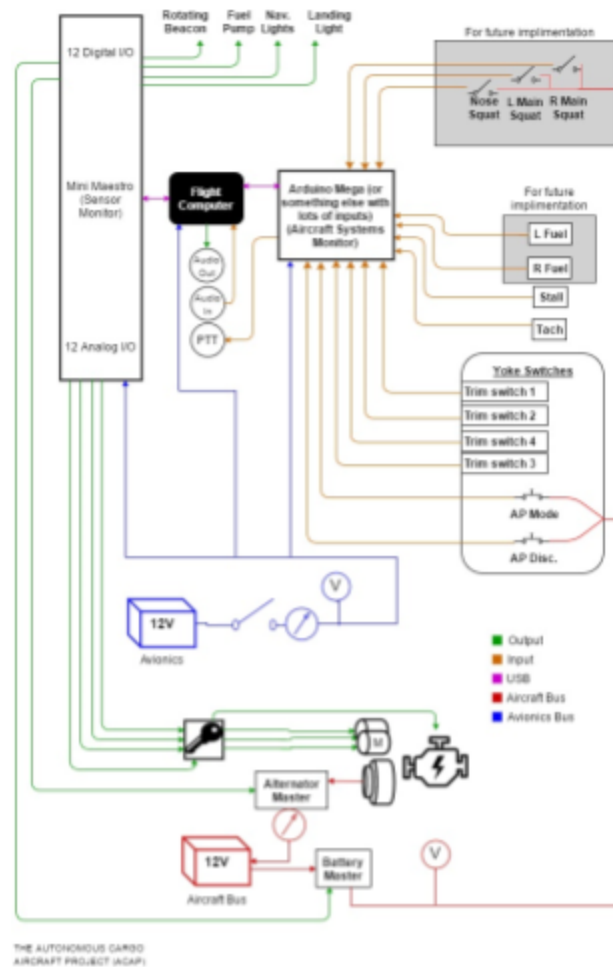 Rotating
Beacon
Fuel
Pump
Nav.
Lights
Landing
Light
For future implimentation
12 Digital I/O
Nose
Squat
L Main
Squat
R Main
Squat
Mini Maestro
(Sensor
Monitor)
Flight
Computer
Arduino Mega (or
something else with
lots of inputs)
(Aircraft Systems
Monitor)
For future
implimentation
L Fuel
R Fuel
Stall
Tach
Audio
Out
Audio
In
PTT
12 Analog I/O
Yoke Switches
Trim switch 1
Trim switch 2
Trim switch 4
Trim switch 3
AP Mode
AP Disc.
V
12V
Avionics
Output
Input
USB
Aircraft Bus
Avionics Bus
M
Alternator
Master
12V
Aircraft Bus
Battery
Master
V
THE AUTONOMOUS CARGO
AIRCRAFT PROJECT (ACAP)